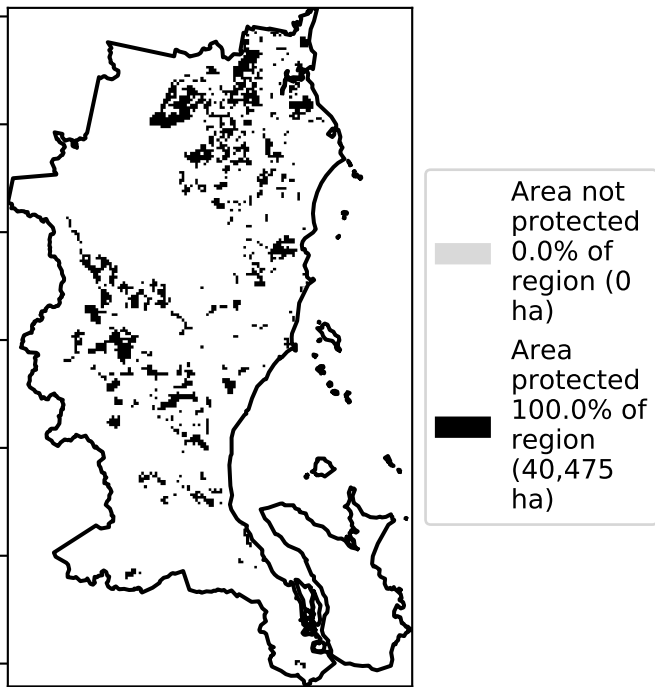 Area not
protected
0.0% of
region (0
ha)
Area
protected
100.0% of
region
(40,475
ha)